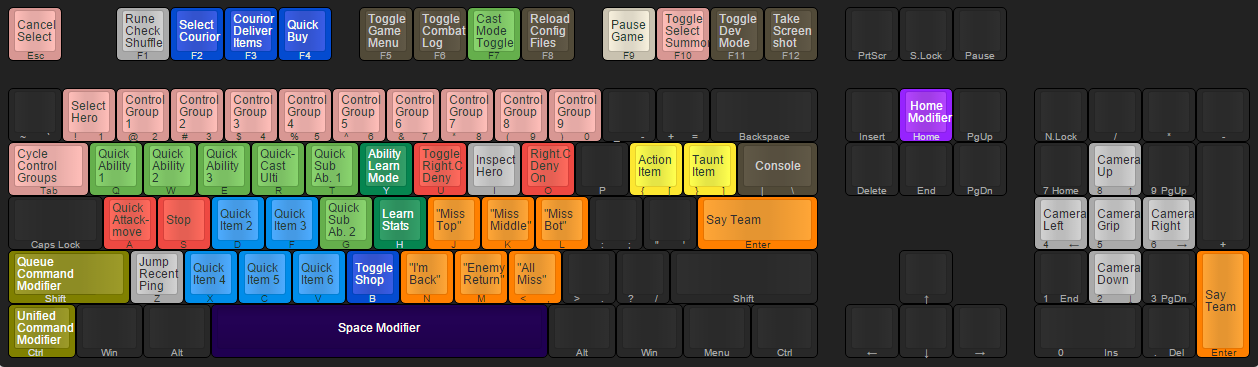 Cancel Select Esc
Rune Check Shuffle F1
Select Courior F2
Courior Deliver Items F3
Quick Buy F4
Toggle Game Menu F5
Toggle Combat Log F6
Cast Mode Toggle F7
Reload Config Files F8
Pause Game F9
Toggle Select Summon F10
Toggle Dev Mode F11
Take Screen shot F12
PrtScr
S.Lock
Pause
~ `
Select Hero ! 1
Control Group 1 @ 2
Control Group 2 # 3
Control Group 3 $ 4
Control Group 4 % 5
Control Group 5 ^ 6
Control Group 6 & 7
Control Group 7 * 8
Control Group 8 ( 9
Control Group 9 ) 0
_ -
+ =
Backspace
Insert
Home Modifier Home
PgUp
N.Lock
/
*
-
Cycle Control Groups Tab
Quick Ability 1 Q
Quick Ability 2 W
Quick Ability 3 E
Quick-Cast Ulti R
Quick Sub Ab. 1 T
Ability Learn Mode Y
Toggle Right.C Deny U
Inspect Hero I
Right.C Deny On O
P
Action Item { [
Taunt Item } ]
Console | \
Delete
End
PgDn
7 Home
Camera Up 8 ↑
9 PgUp
Caps Lock
Quick Attack-move A
Stop S
Quick Item 2 D
Quick Item 3 F
Quick Sub Ab. 2 G
Learn Stats H
"Miss Top" J
"Miss Middle" K
"Miss Bot" L
: ;
" '
Say Team Enter
Camera Left 4 ←
Camera Grip 5
Camera Right 6 →
+
Queue Command Modifier Shift
Jump Recent Ping Z
Quick Item 4 X
Quick Item 5 C
Quick Item 6 V
Toggle Shop B
"I'm Back" N
"Enemy Return" M
"All Miss" < ,
> .
? /
Shift
↑
1 End
Camera Down 2 ↓
3 PgDn
Say Team Enter
Unified Command Modifier Ctrl
Win
Alt
Space Modifier
Alt
Win
Menu
Ctrl
←
↓
→
0 Ins
. Del